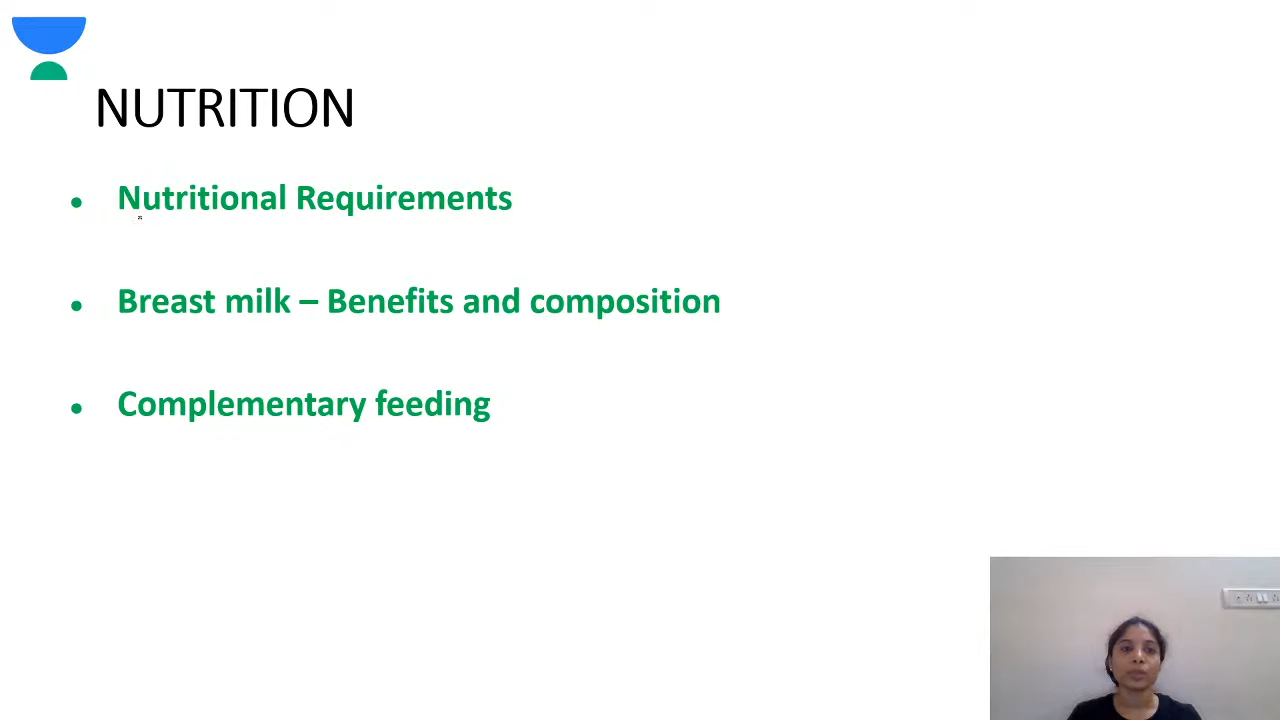 NUTRITION
• Nutritional Requirements
• Breast milk – Benefits and composition
• Complementary feeding